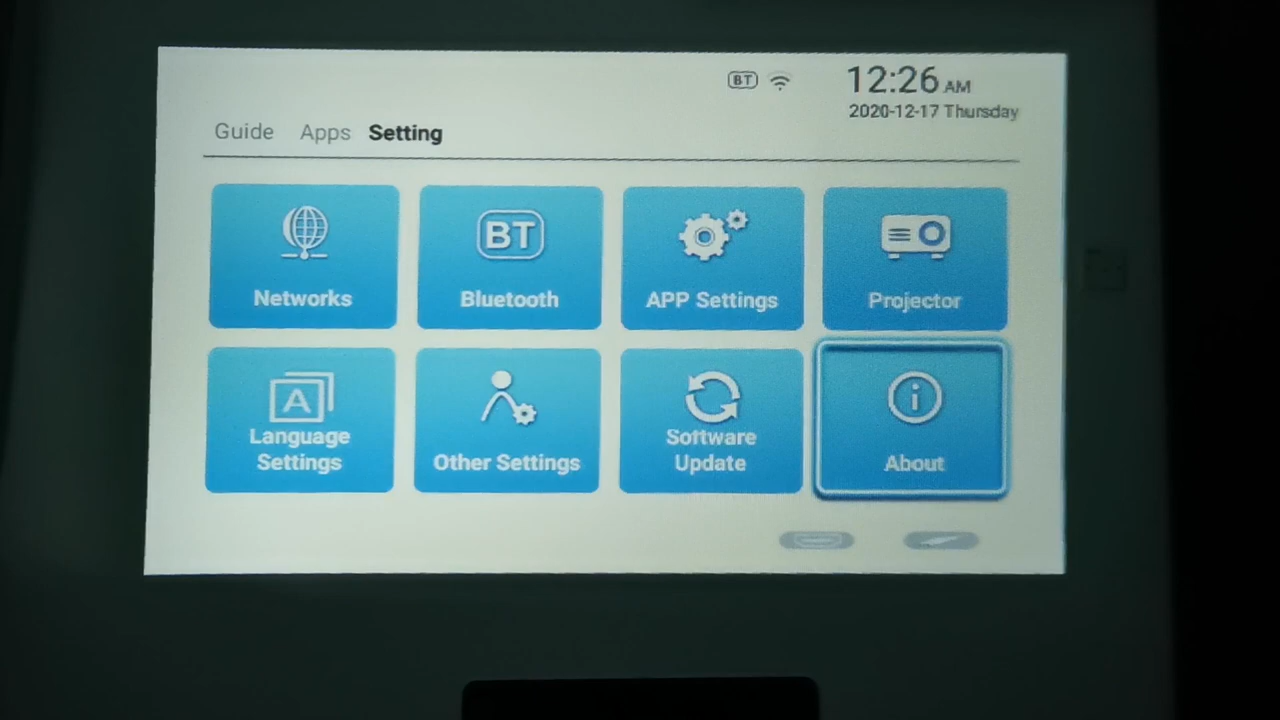 BT
12:26 AM
2020-12-17 Thursday
Guide Apps Setting
BT
A
Networks Bluetooth APP Settings Projector
Language
Settings
Other Settings
Software
Update
About